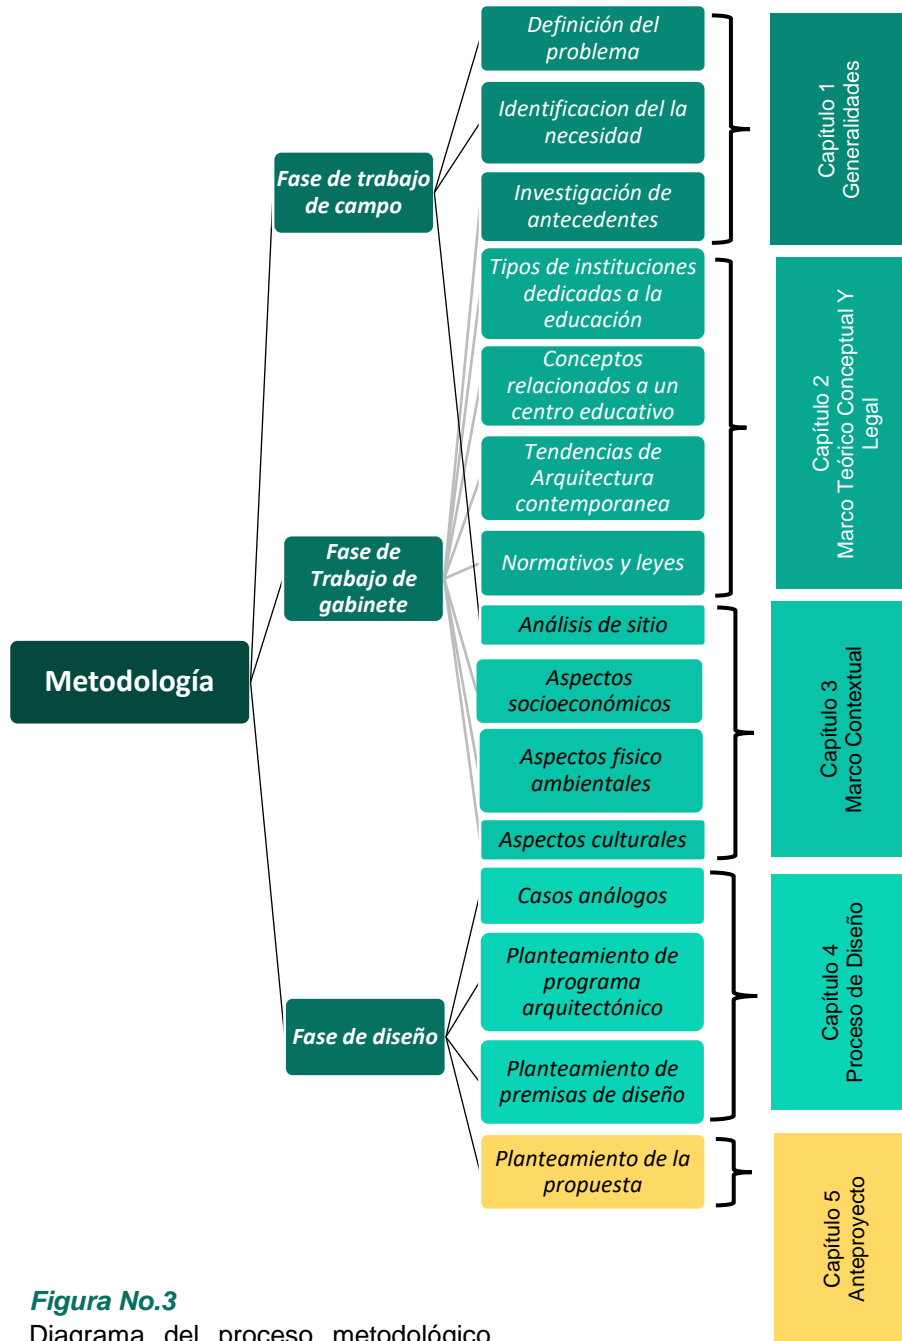 Metodología
Fase de trabajo
de campo
Fase de
Trabajo de
gabinete
Fase de diseño
Definición del
problema
Identificacion del la
necesidad
Investigación de
antecedentes
Tipos de instituciones
dedicadas a la
educación
Conceptos
relacionados a un
centro educativo
Tendencias de
Arquitectura
contemporanea
Normativos y leyes
Análisis de sitio
Aspectos
socioeconómicos
Aspectos fisico
ambientales
Aspectos culturales
Casos análogos
Planteamiento de
programa
arquitectónico
Planteamiento de
premisas de diseño
Planteamiento de la
propuesta
Capítulo 1
Generalidades
Capítulo 2
Marco Teórico Conceptual Y
Legal
Capítulo 3
Marco Contextual
Capítulo 4
Proceso de Diseño
Capítulo 5
Anteproyecto
Figura No.3
Diagrama del proceso metodológico